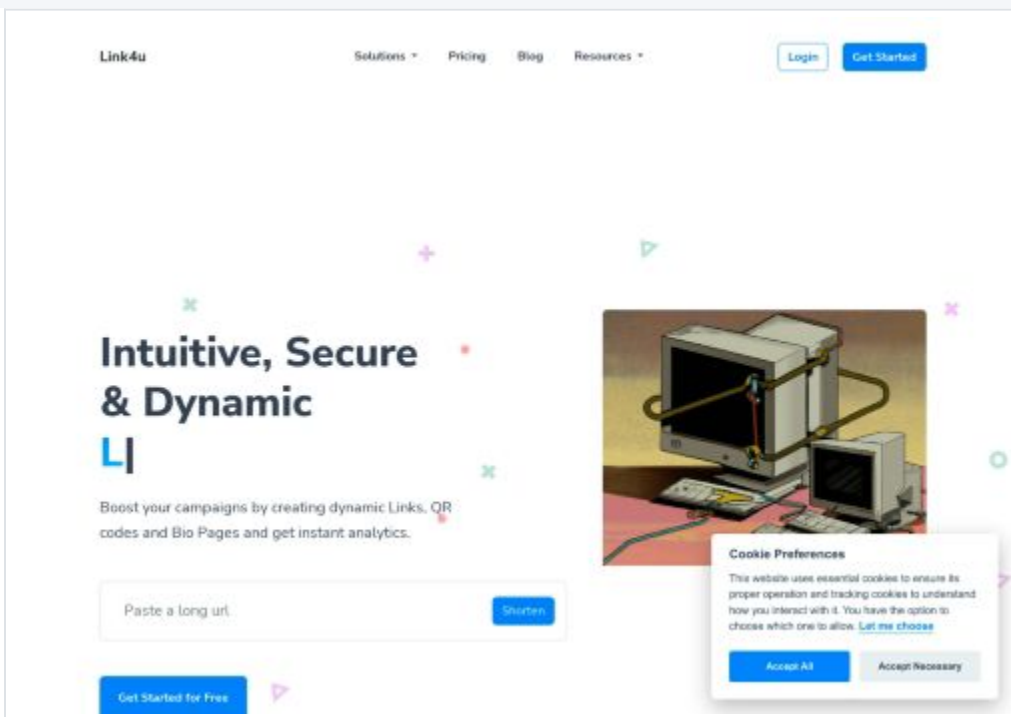 Link4u
Solutions
Pricing
Blog
Resources
Login
Get Started
Intuitive, Secure
& Dynamic
L
Boost your campaigns by creating dynamic Links, QR
codes and Bio Pages and get instant analytics.
Paste a long url
Shorten
Get Started for Free
Cookie Preferences
This website uses essential cookies to ensure its
proper operation and tracking cookies to understand
how you interact with it. You have the option to
choose which one to allow. Let me choose
Accept All
Accept Necessary